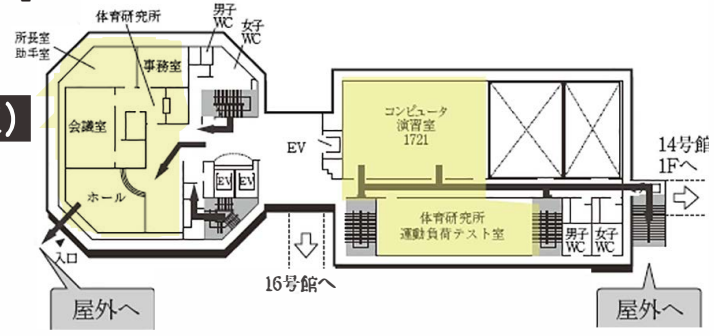 体育研究所
男子
WC
女子
WC
所長室
助手室
事務室
会議室
ホール
入口
屋外へ
EV
EV
EV
16号館へ
コンピュータ
演習室
1721
体育研究所
運動負荷テスト室
男子
WC
女子
WC
14号館
1Fへ
屋外へ